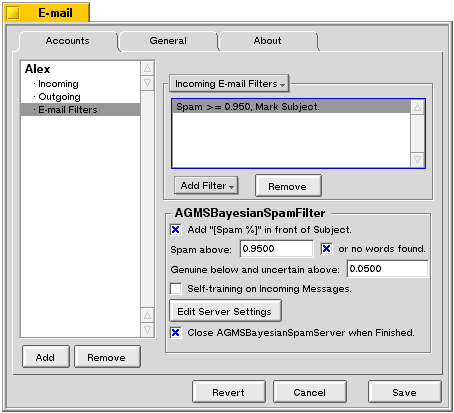 E-mail
Accounts
General
About
Alex
· Incoming
· Outgoing
· E-mail Filters
Incoming E-mail Filters
Spam >= 0.950, Mark Subject.
Add Filter
Remove
AGMSBayesianSpamFilter
Add "[Spam %]" in front of Subject.
Spam above: 0.9500 or no words found.
Genuine below and uncertain above: 0.0500
Self-training on Incoming Messages.
Edit Server Settings
Close AGMSBayesianSpamServer when Finished.
Add
Remove
Revert
Cancel
Save